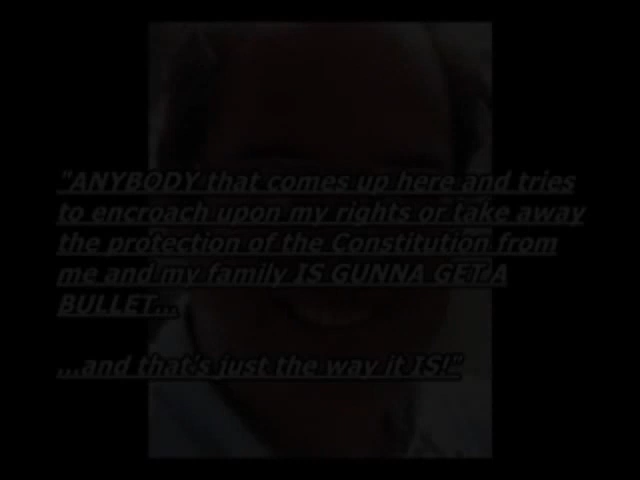 "ANYBODY that comes up here and tries
to encroach upon my rights or take away
the protection of the Constitution from
me and my family IS GUNNA GET A
BULLET...
...and that's just the way it IS!"